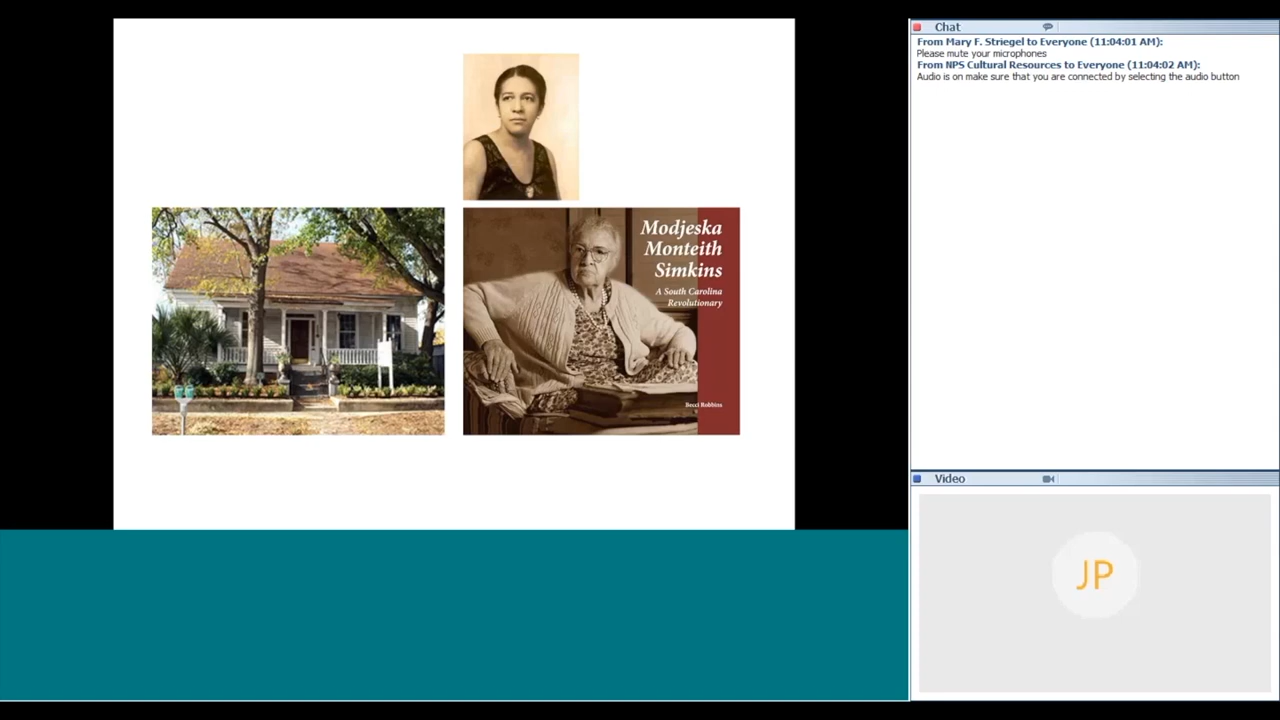 Modjeska
Monteith
Simkins
A South Carolina
Revolutionary
Becci Robbins
Chat
From Mary F. Striegel to Everyone (11:04:01 AM):
Please mute your microphones
From NPS Cultural Resources to Everyone (11:04:02 AM):
Audio is on make sure that you are connected by selecting the audio button
Video
JP